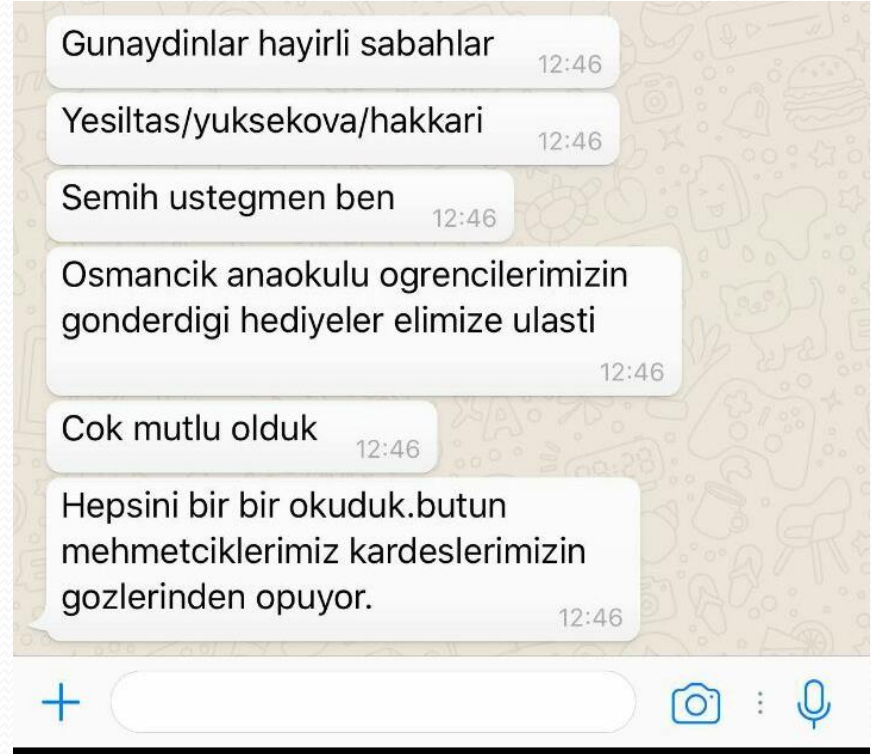 Gunaydinlar hayirli sabahlar
12:46
Yesiltas/yuksekova/hakkari
12:46
Semih ustegmen ben
12:46
Osmancik anaokulu ogrencilerimizin
gonderdigi hediyeler elimize ulasti
12:46
Cok mutlu olduk
12:46
Hepsini bir bir okuduk.butun
mehmetciklerimiz kardeslerimizin
gozlerinden opuyor.
12:46